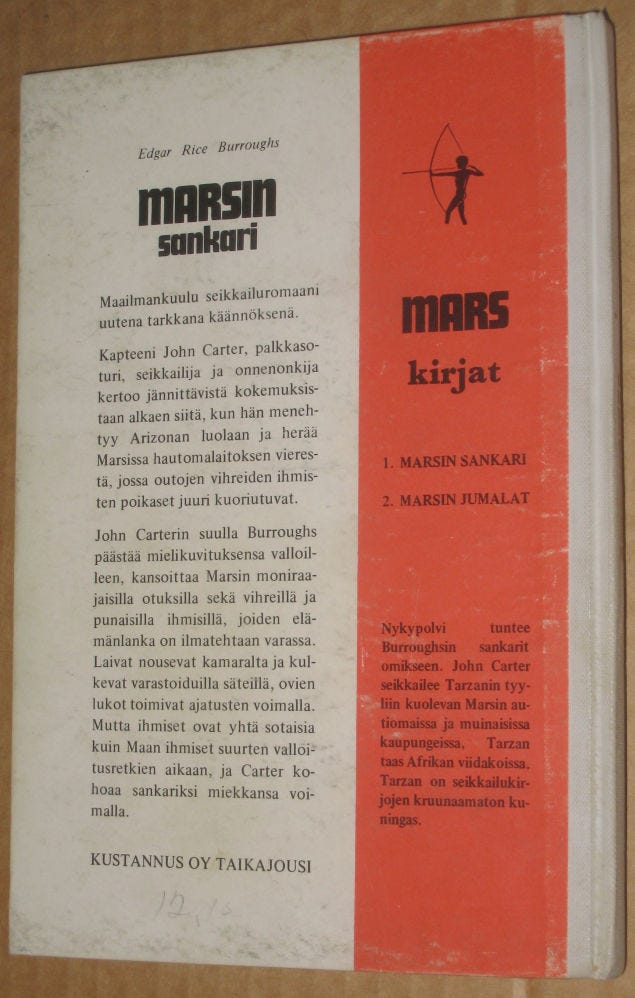 Edgar Rice Burroughs
MARSIN
sankari
Maailmankuulu seikkailuromaani
uutena tarkkana käännöksenä.
Kapteeni John Carter, palkkaso-
turi, seikkailija ja onnenonkija
kertoo jännittävistä kokemuksis-
taan alkaen siitä, kun hän meneh-
tyy Arizonan luolaan ja herää
Marsissa hautomalaitoksen vieres-
tä, jossa outojen vihreiden ihmis-
ten poikaset juuri kuoriutuvat.
John Carterin suulla Burroughs
päästää mielikuvituksensa valloil-
leen, kansoittaa Marsin moniraa-
jaisilla otuksilla sekä vihreillä ja
punaisilla ihmisillä, joiden elä-
mänlanka on ilmatehtaan varassa.
Laivat nousevat kamaralta ja kul-
kevat varastoiduilla säteillä, ovien
lukot toimivat ajatusten voimalla.
Mutta ihmiset ovat yhtä sotaisia
kuin Maan ihmiset suurten valloi-
tusretkien aikaan, ja Carter ko-
hoaa sankariksi miekkansa voi-
malla.
KUSTANNUS OY TAIKAJOUSI
MARS
kirjat
1. MARSIN SANKARI
2. MARSIN JUMALAT
Nykypolvi tuntee
Burroughsin sankarit
omikseen. John Carter
seikkailee Tarzanin tyy-
liin kuolevan Marsin au-
tiomaissa ja muinaisissa
kaupungeissa, Tarzan
taas Afrikan viidakoissa.
Tarzan on seikkailukir-
jojen kruunaamaton ku-
ningas.